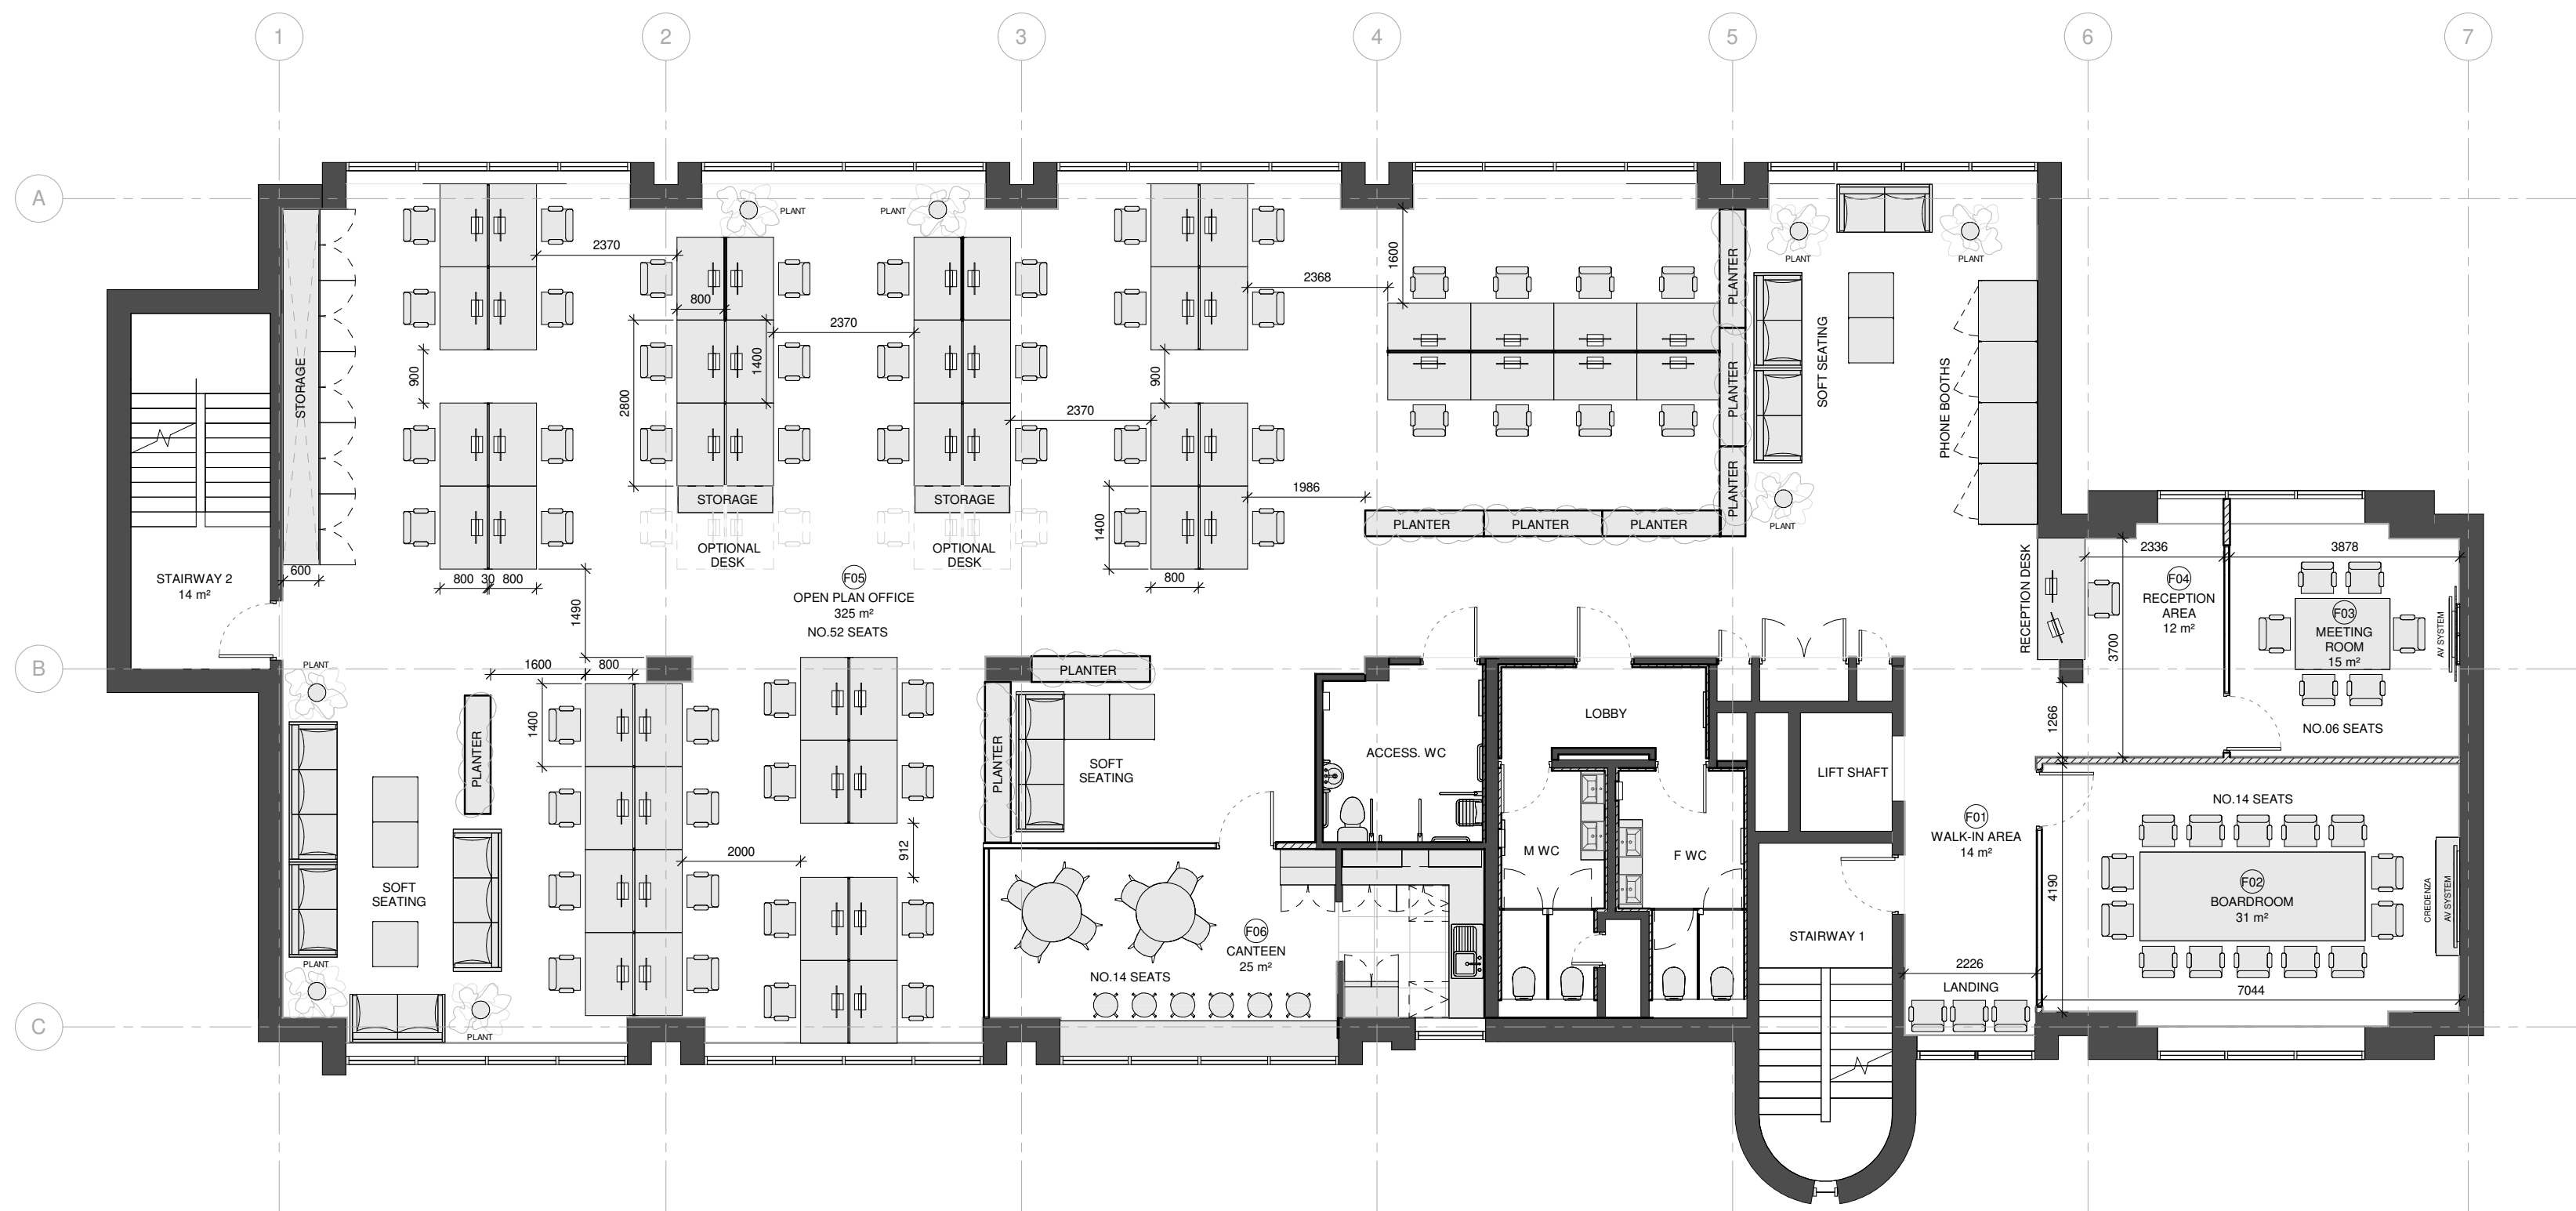 1
2
3
4
5
6
7
A
PLANT
PLANT
PLANT
PLANT
2370
2368
1600
PLANTER
800
2370
STORAGE
900
2800
1400
900
2370
PLANTER
SOFT SEATING
PHONE BOOTHS
STORAGE
STORAGE
1986
PLANTER
PLANT
PLANTER
PLANTER
PLANTER
1400
OPTIONAL
DESK
OPTIONAL
DESK
STAIRWAY 2
14 m²
600
800
30
800
1490
F05
OPEN PLAN OFFICE
325 m²
NO.52 SEATS
800
RECEPTION DESK
2336
3878
F04
RECEPTION
AREA
12 m²
3700
F03
MEETING
ROOM
15 m²
AV SYSTEM
NO.06 SEATS
1266
B
PLANT
1600
800
1400
PLANTER
PLANTER
PLANTER
SOFT
SEATING
ACCESS. WC
LOBBY
LIFT SHAFT
2000
912
SOFT
SEATING
M WC
F WC
F01
WALK-IN AREA
14 m²
NO.14 SEATS
4190
F02
BOARDROOM
31 m²
CREDENZA
AV SYSTEM
F06
CANTEEN
25 m²
NO.14 SEATS
STAIRWAY 1
2226
LANDING
7044
PLANT
PLANT
C